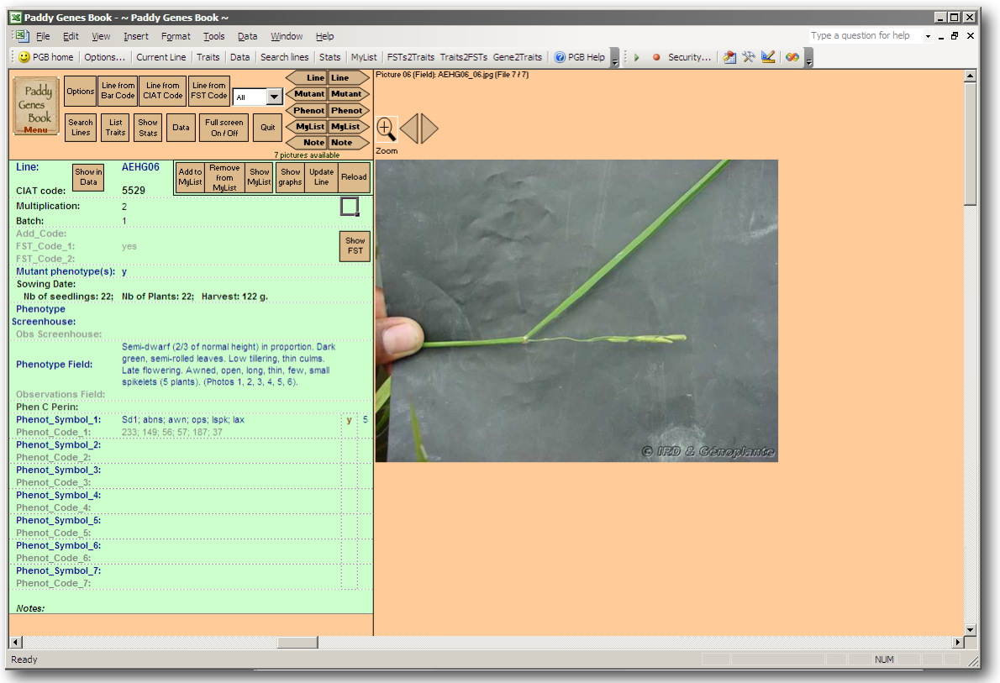 Paddy Genes Book - ~ Paddy Genes Book ~
File Edit View Insert Format Tools Data Window Help
Type a question for help
PGB home Options... Current Line Traits Data Search lines Stats MyList FSTs2Traits Traits2FSTs Gene2Traits PGB Help Security...
Paddy
Genes
Book
Menu
Options
Line from
Bar Code
Line from
CIAT Code
Line from
FST Code
All
Search
Lines
List
Traits
Show
Stats
Data
Full screen
On / Off
Quit
Line Line
Mutant Mutant
Phenot Phenot
MyList MyList
Note Note
7 pictures available
Picture 06 (Field): AEHG06_06.jpg (File 7 / 7)
Zoom
Line: AEHG06
Show in
Data
Add to
MyList
Remove
from
MyList
Show
MyList
Show
graphs
Update
Line
Reload
CIAT code: 5529
Multiplication: 2
Batch: 1
Add_Code:
FST_Code_1: yes
FST_Code_2:
Show
FST
Mutant phenotype(s): y
Sowing Date:
Nb of seedlings: 22; Nb of Plants: 22; Harvest: 122 g.
Phenotype
Screenhouse:
Obs Screenhouse:
Phenotype Field:
Semi-dwarf (2/3 of normal height) in proportion. Dark
green, semi-rolled leaves. Low tillering, thin culms.
Late flowering. Awned, open, long, thin, few, small
spikelets (5 plants). (Photos 1, 2, 3, 4, 5, 6).
Observations Field:
Phen C Perin:
Phenot_Symbol_1: Sd1; abns; awn; ops; lspk; lax y 5
Phenot_Code_1: 233; 149; 56; 57; 187; 37
Phenot_Symbol_2:
Phenot_Code_2:
Phenot_Symbol_3:
Phenot_Code_3:
Phenot_Symbol_4:
Phenot_Code_4:
Phenot_Symbol_5:
Phenot_Code_5:
Phenot_Symbol_6:
Phenot_Code_6:
Phenot_Symbol_7:
Phenot_Code_7:
Notes:
© IRD & Génoplante
Ready
NUM